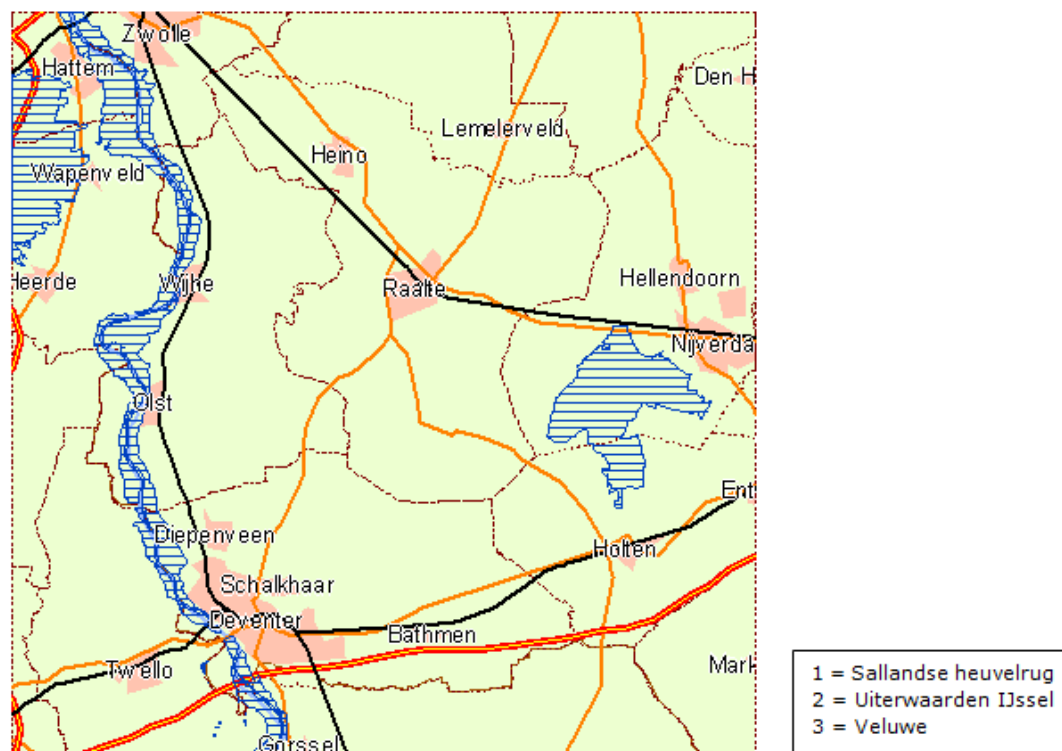 Zwolle
Hattem
Den H
Lemelerveld
Heino
Wapenveld
Heerde
Wijhe
Raalte
Hellendoorn
Nijverda
Olst
Ent
Diepenveen
Holten
Schalkhaar
Deventer
Bathmen
Twello
Mark
Gorssel
1 = Sallandse heuvelrug
2 = Uiterwaarden IJssel
3 = Veluwe